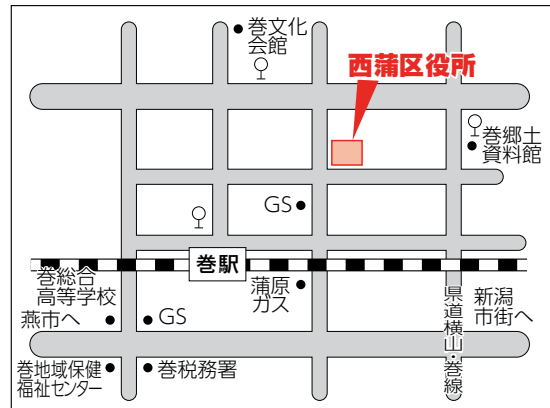 巻文化
会館
西蒲区役所
巻郷土
資料館
GS
巻駅
巻総合
高等学校
蒲原
ガス
県道横山・巻線
新潟
市街へ
燕市へ
GS
巻地域保健
福祉センター
巻税務署